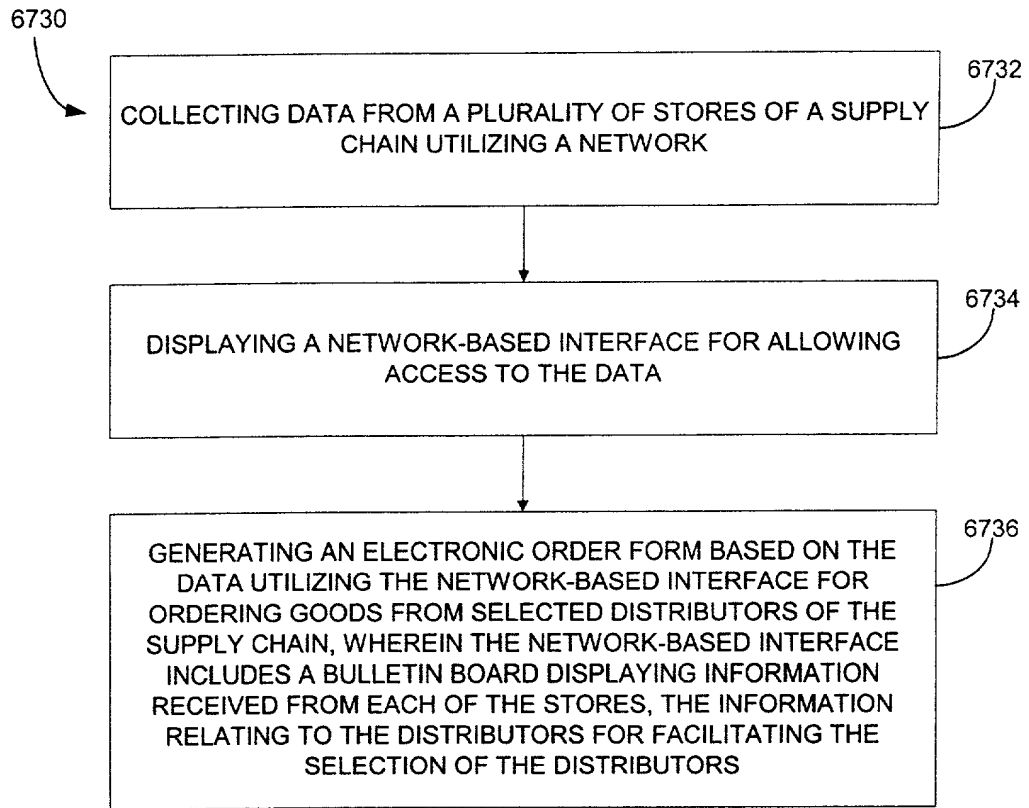 6730
6732
COLLECTING DATA FROM A PLURALITY OF STORES OF A SUPPLY
CHAIN UTILIZING A NETWORK
6734
DISPLAYING A NETWORK-BASED INTERFACE FOR ALLOWING
ACCESS TO THE DATA
6736
GENERATING AN ELECTRONIC ORDER FORM BASED ON THE
DATA UTILIZING THE NETWORK-BASED INTERFACE FOR
ORDERING GOODS FROM SELECTED DISTRIBUTORS OF THE
SUPPLY CHAIN, WHEREIN THE NETWORK-BASED INTERFACE
INCLUDES A BULLETIN BOARD DISPLAYING INFORMATION
RECEIVED FROM EACH OF THE STORES, THE INFORMATION
RELATING TO THE DISTRIBUTORS FOR FACILITATING THE
SELECTION OF THE DISTRIBUTORS